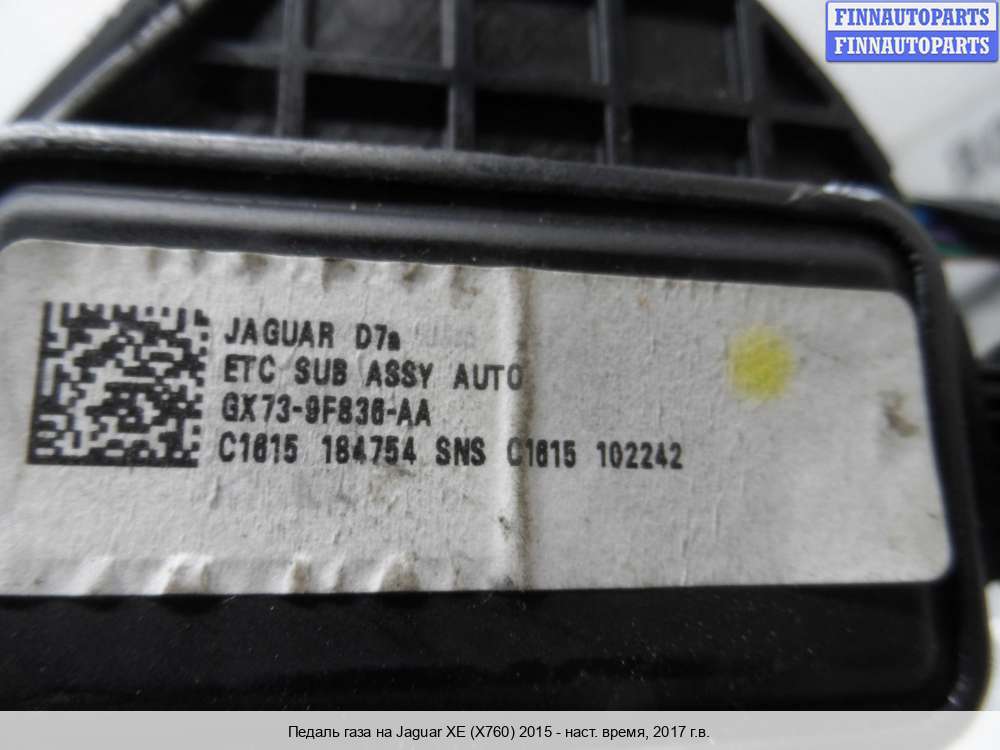 FINNAUTOPARTS
FINNAUTOPARTS
JAGUAR D7a
ETC SUB ASSY AUTO
GX73-9F836-AA
C1615 184754 SNS C1615 102242
Педаль газа на Jaguar XE (X760) 2015 - наст. время, 2017 г.в.